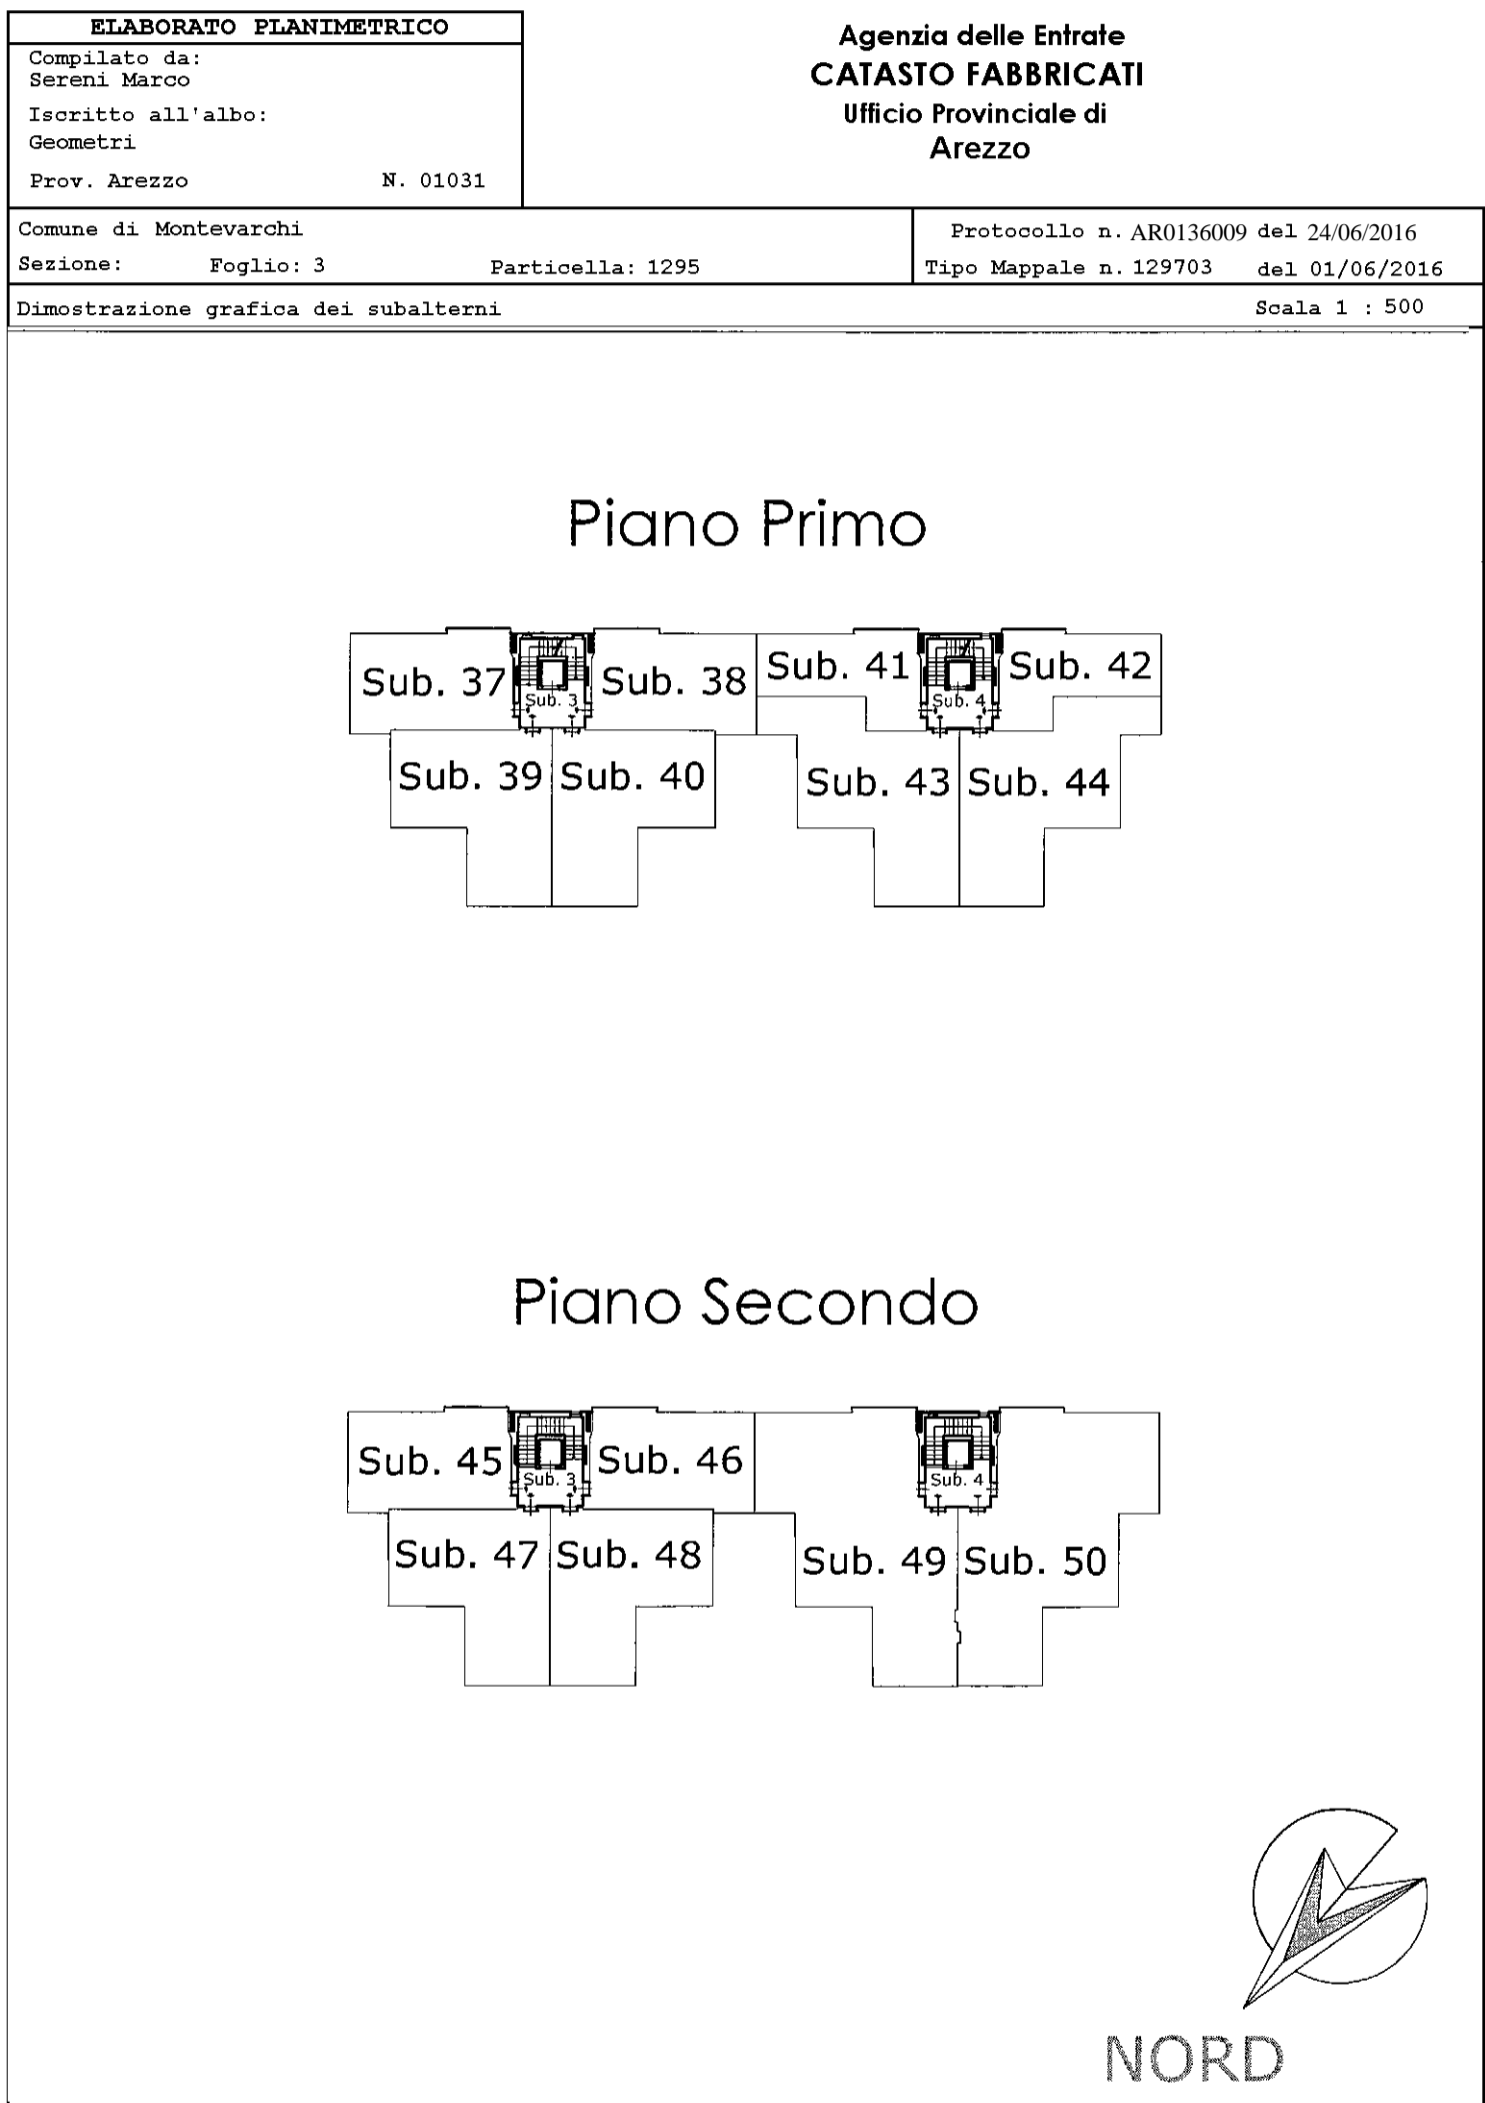 ELABORATO PLANIMETRICO
Compilato da:
Sereni Marco
Iscritto all'albo:
Geometri
Prov. Arezzo N. 01031
Agenzia delle Entrate
CATASTO FABBRICATI
Ufficio Provinciale di
Arezzo
Comune di Montevarchi
Sezione: Foglio: 3 Particella: 1295
Protocollo n. AR0136009 del 24/06/2016
Tipo Mappale n. 129703 del 01/06/2016
Dimostrazione grafica dei subalterni Scala 1 : 500
Piano Primo
Sub. 37 Sub. 38 Sub. 41 Sub. 42
Sub. 3 Sub. 4
Sub. 39 Sub. 40 Sub. 43 Sub. 44
Piano Secondo
Sub. 45 Sub. 46
Sub. 3 Sub. 4
Sub. 47 Sub. 48 Sub. 49 Sub. 50
NORD